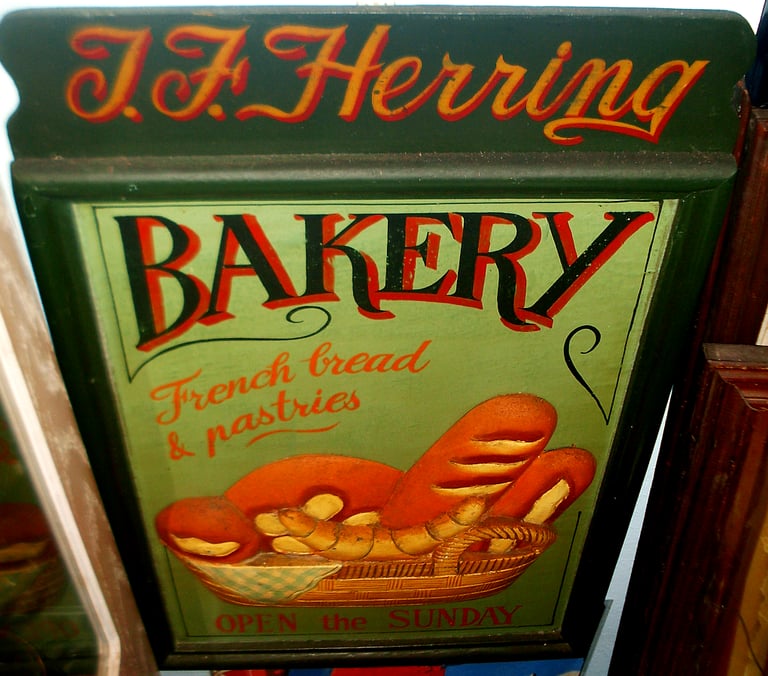 J.F. Herring
BAKERY
French bread
& pastries
OPEN the SUNDAY